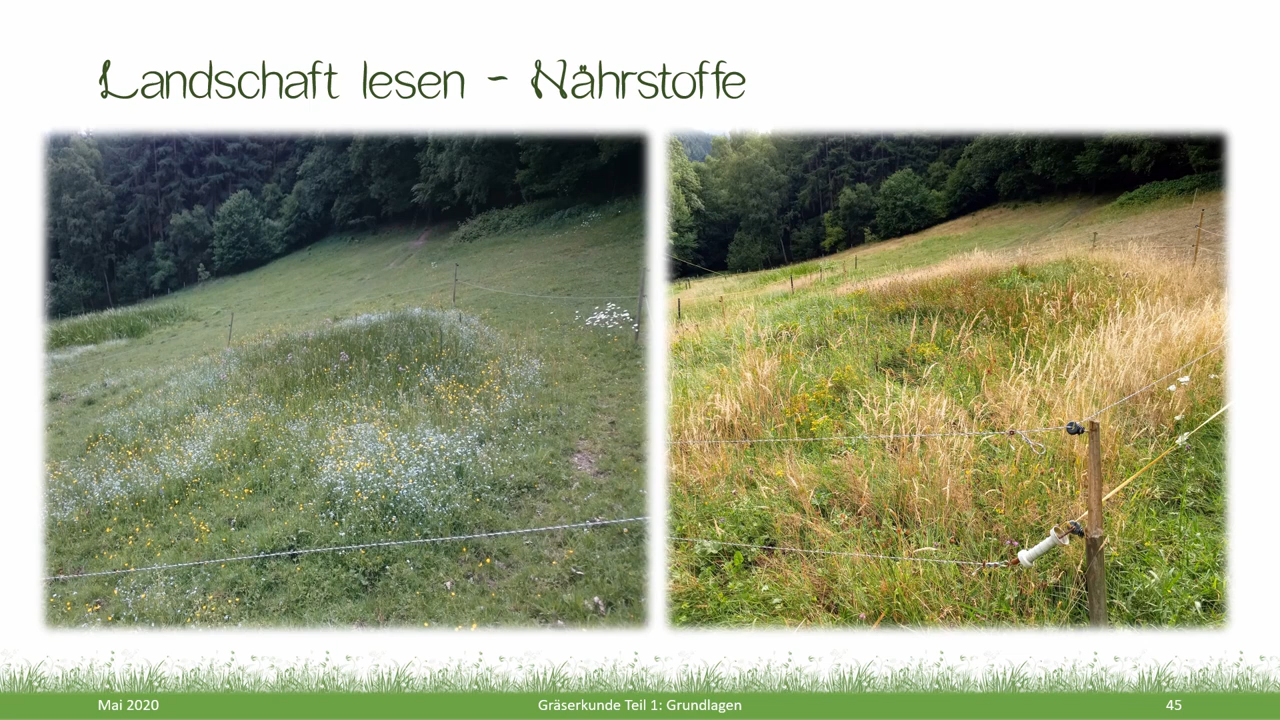 Landschaft lesen - Nährstoffe
Mai 2020
Gräserkunde Teil 1: Grundlagen
45